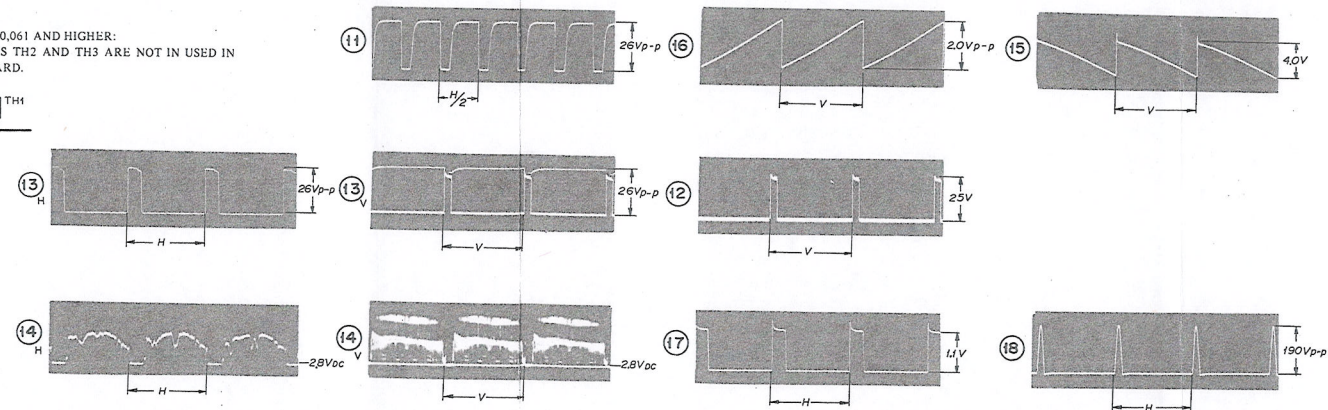 0,061 AND HIGHER:
S TH2 AND TH3 ARE NOT IN USED IN
ARD.
TH1
11
26Vp-p
H/2
16
2.0Vp-p
V
15
4.0V
V
13
H
26Vp-p
H
13
V
26Vp-p
V
12
25V
V
14
H
2,8VDC
H
14
V
2,8VDC
V
17
1.1V
H
18
190Vp-p
H